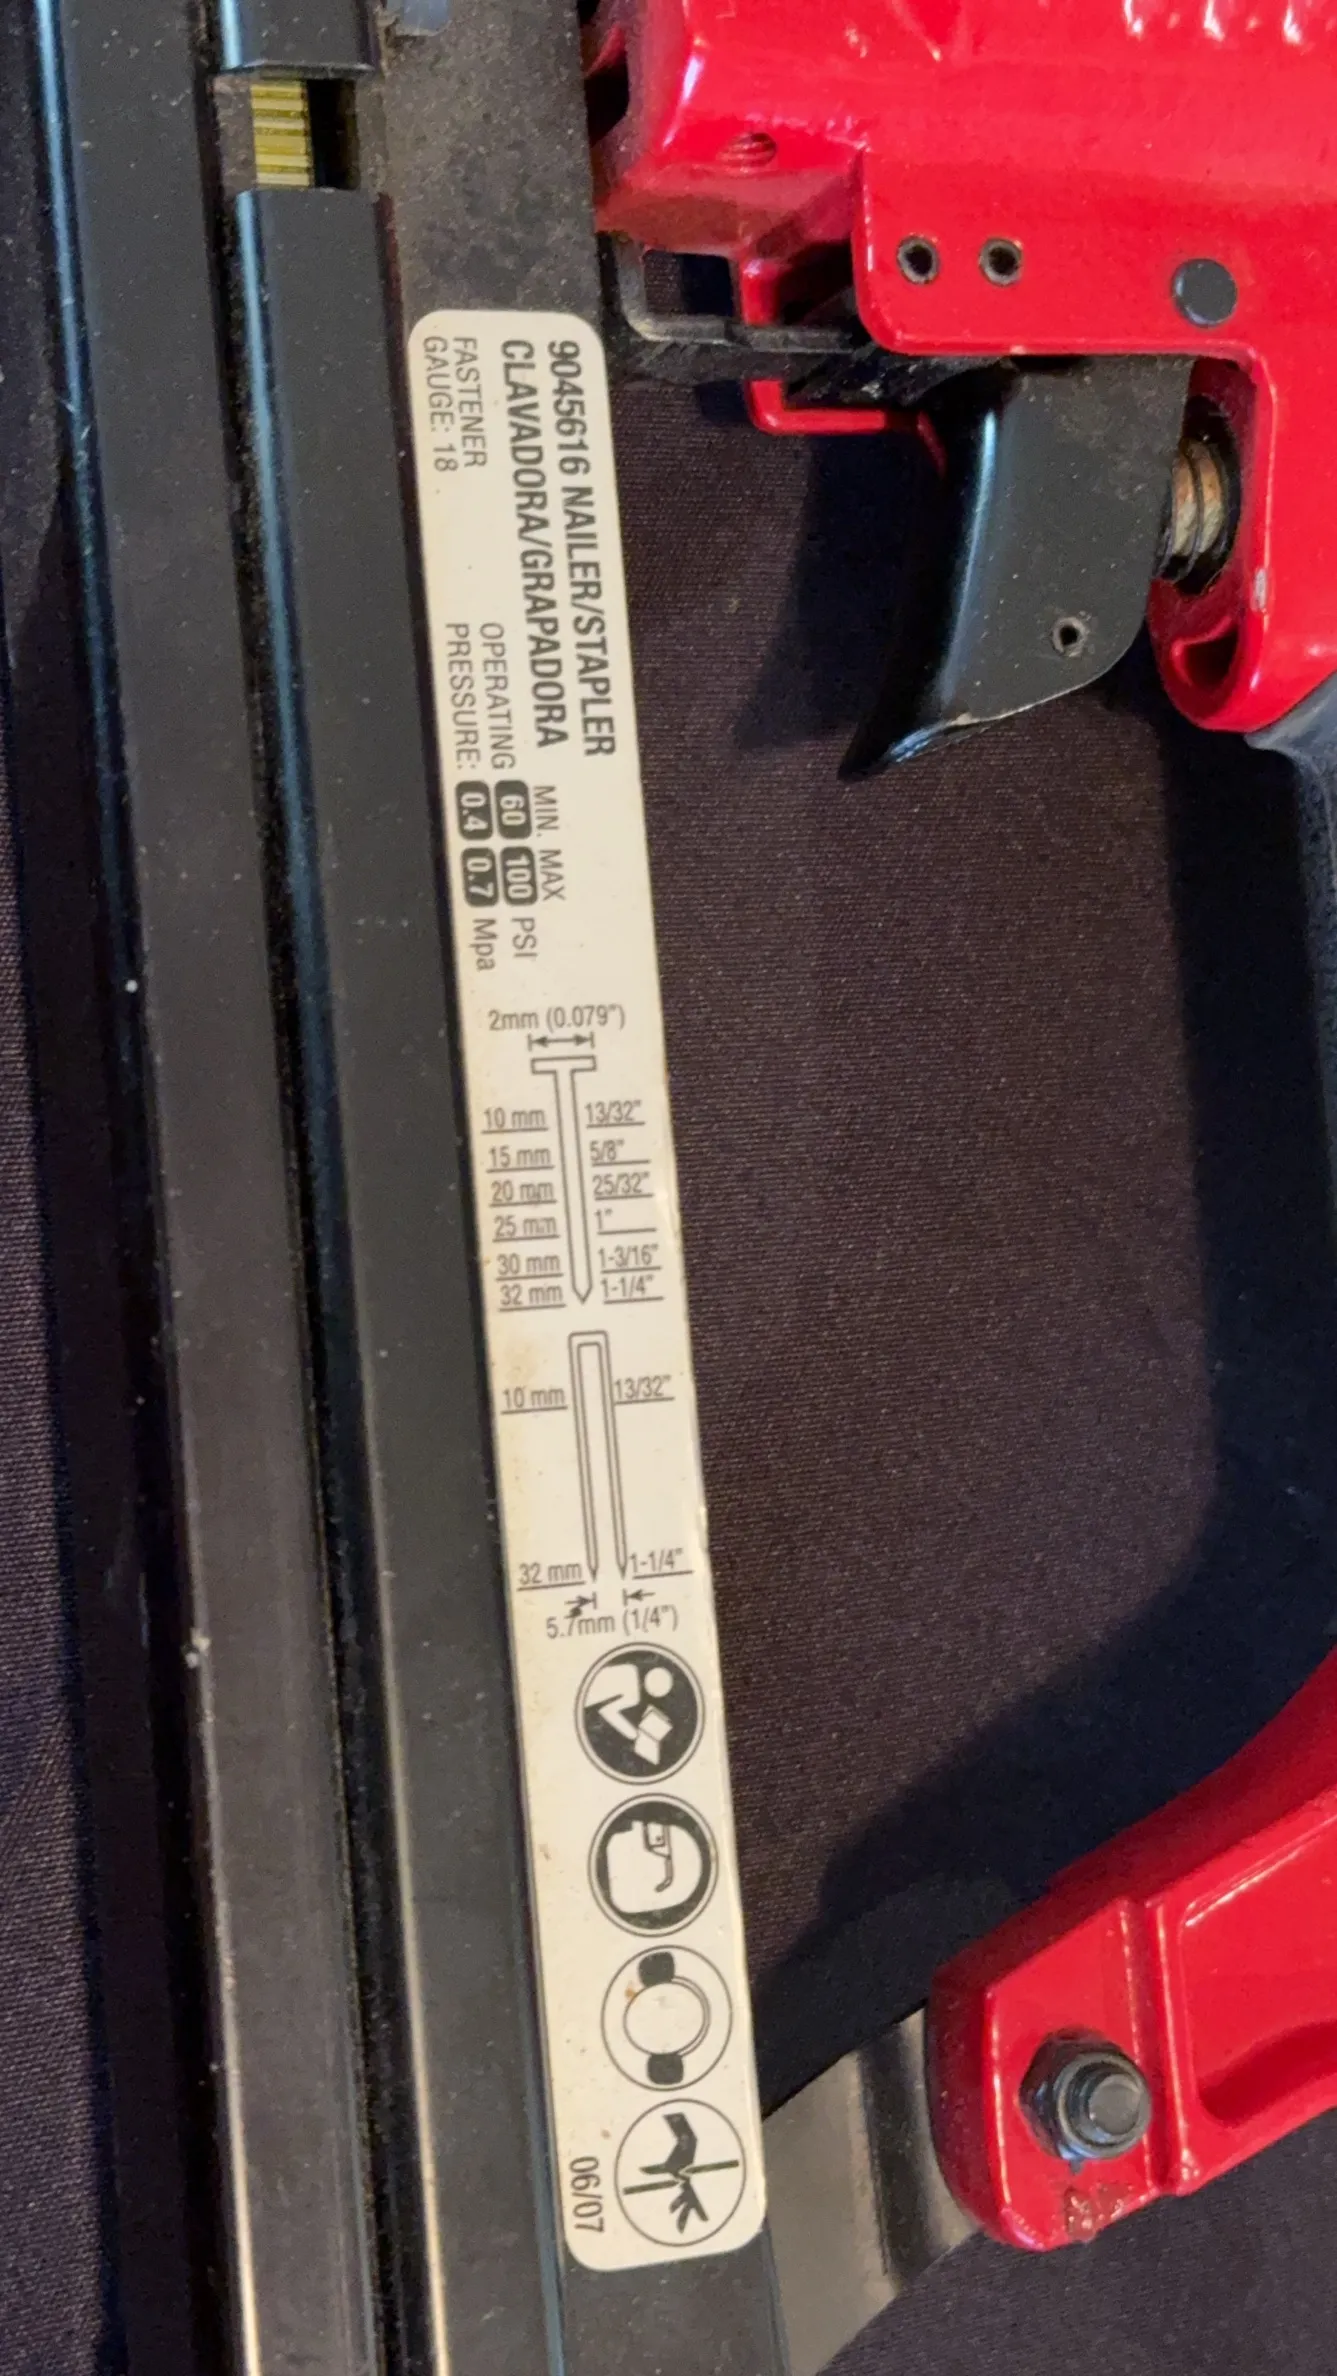 9045616 NAILER/STAPLER
CLAVADORA/GRAPADORA
FASTENER
GAUGE: 18
MIN. MAX
OPERATING 60 100 PSI
PRESSURE: 0.4 0.7 Mpa
2mm (0.079")
10 mm 13/32"
15 mm 5/8"
20 mm 25/32"
25 mm 1"
30 mm 1-3/16"
32 mm 1-1/4"
10 mm 13/32"
32 mm 1-1/4"
5.7mm (1/4")
06/07